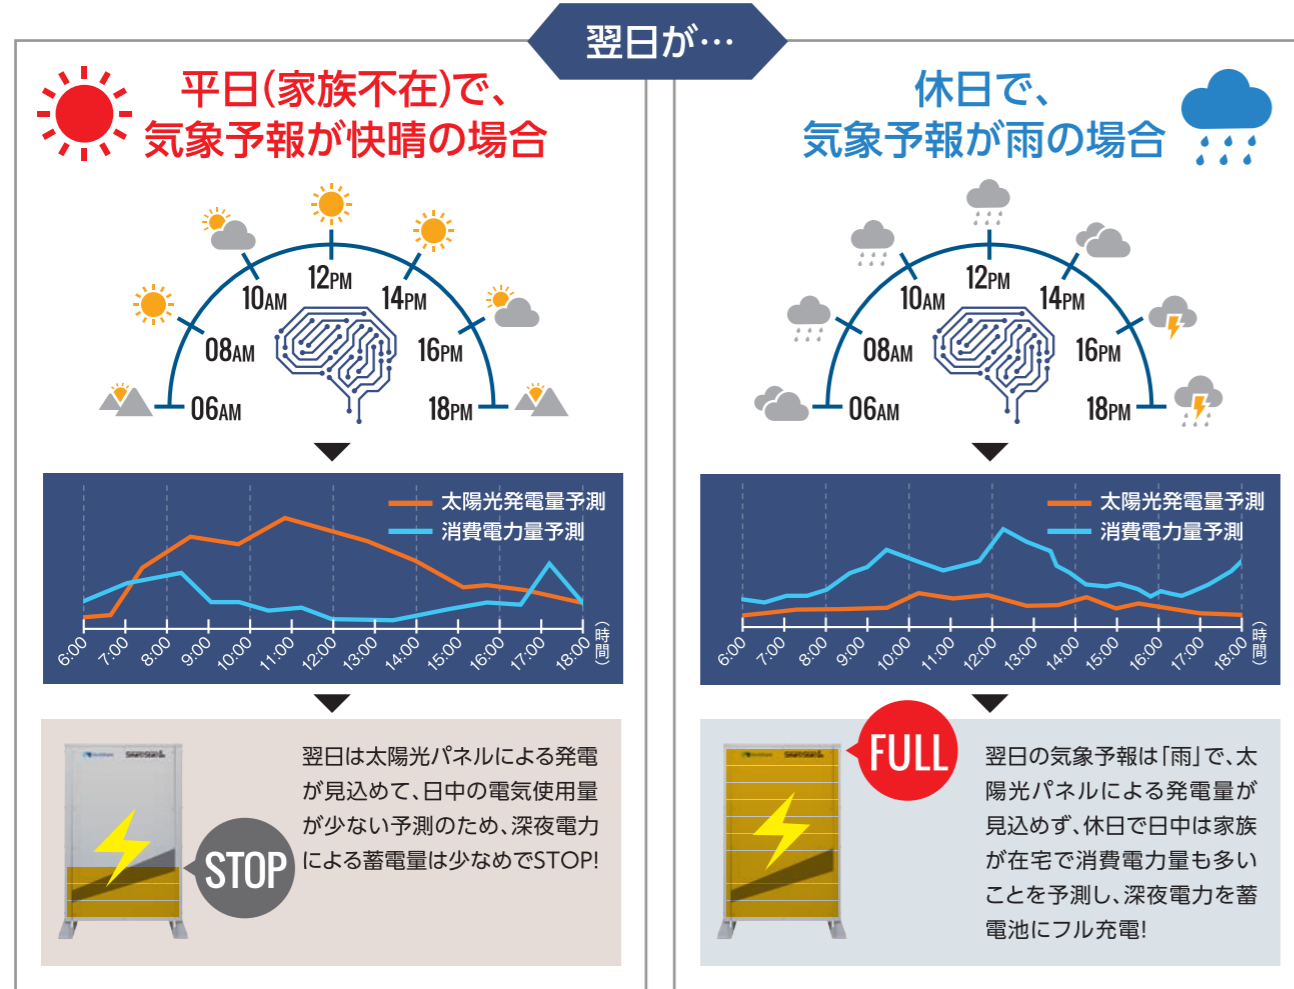 翌日が…
平日(家族不在)で、
気象予報が快晴の場合
06AM
08AM
10AM
12PM
14PM
16PM
18PM
太陽光発電量予測
消費電力量予測
6:00
7:00
8:00
9:00
10:00
11:00
12:00
13:00
14:00
15:00
16:00
17:00
18:00
(時間)
STOP
翌日は太陽光パネルによる発電
が見込めて、日中の電気使用量
が少ない予測のため、深夜電力
による蓄電量は少なめでSTOP!
休日で、
気象予報が雨の場合
06AM
08AM
10AM
12PM
14PM
16PM
18PM
太陽光発電量予測
消費電力量予測
6:00
7:00
8:00
9:00
10:00
11:00
12:00
13:00
14:00
15:00
16:00
17:00
18:00
(時間)
FULL
翌日の気象予報は「雨」で、太
陽光パネルによる発電量が
見込めず、休日で日中は家族
が在宅で消費電力量も多い
ことを予測し、深夜電力を蓄
電池にフル充電!